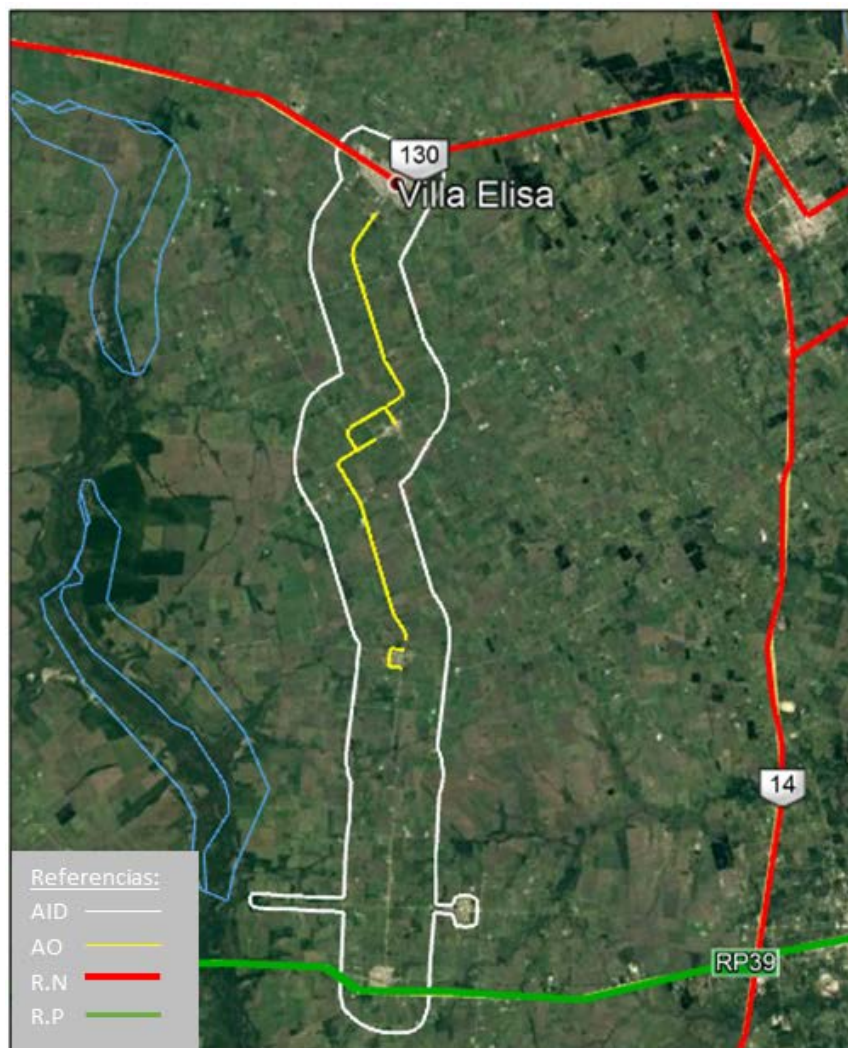 130
Villa Elisa
14
Referencias:
AID
AO
R.N
R.P
RP39